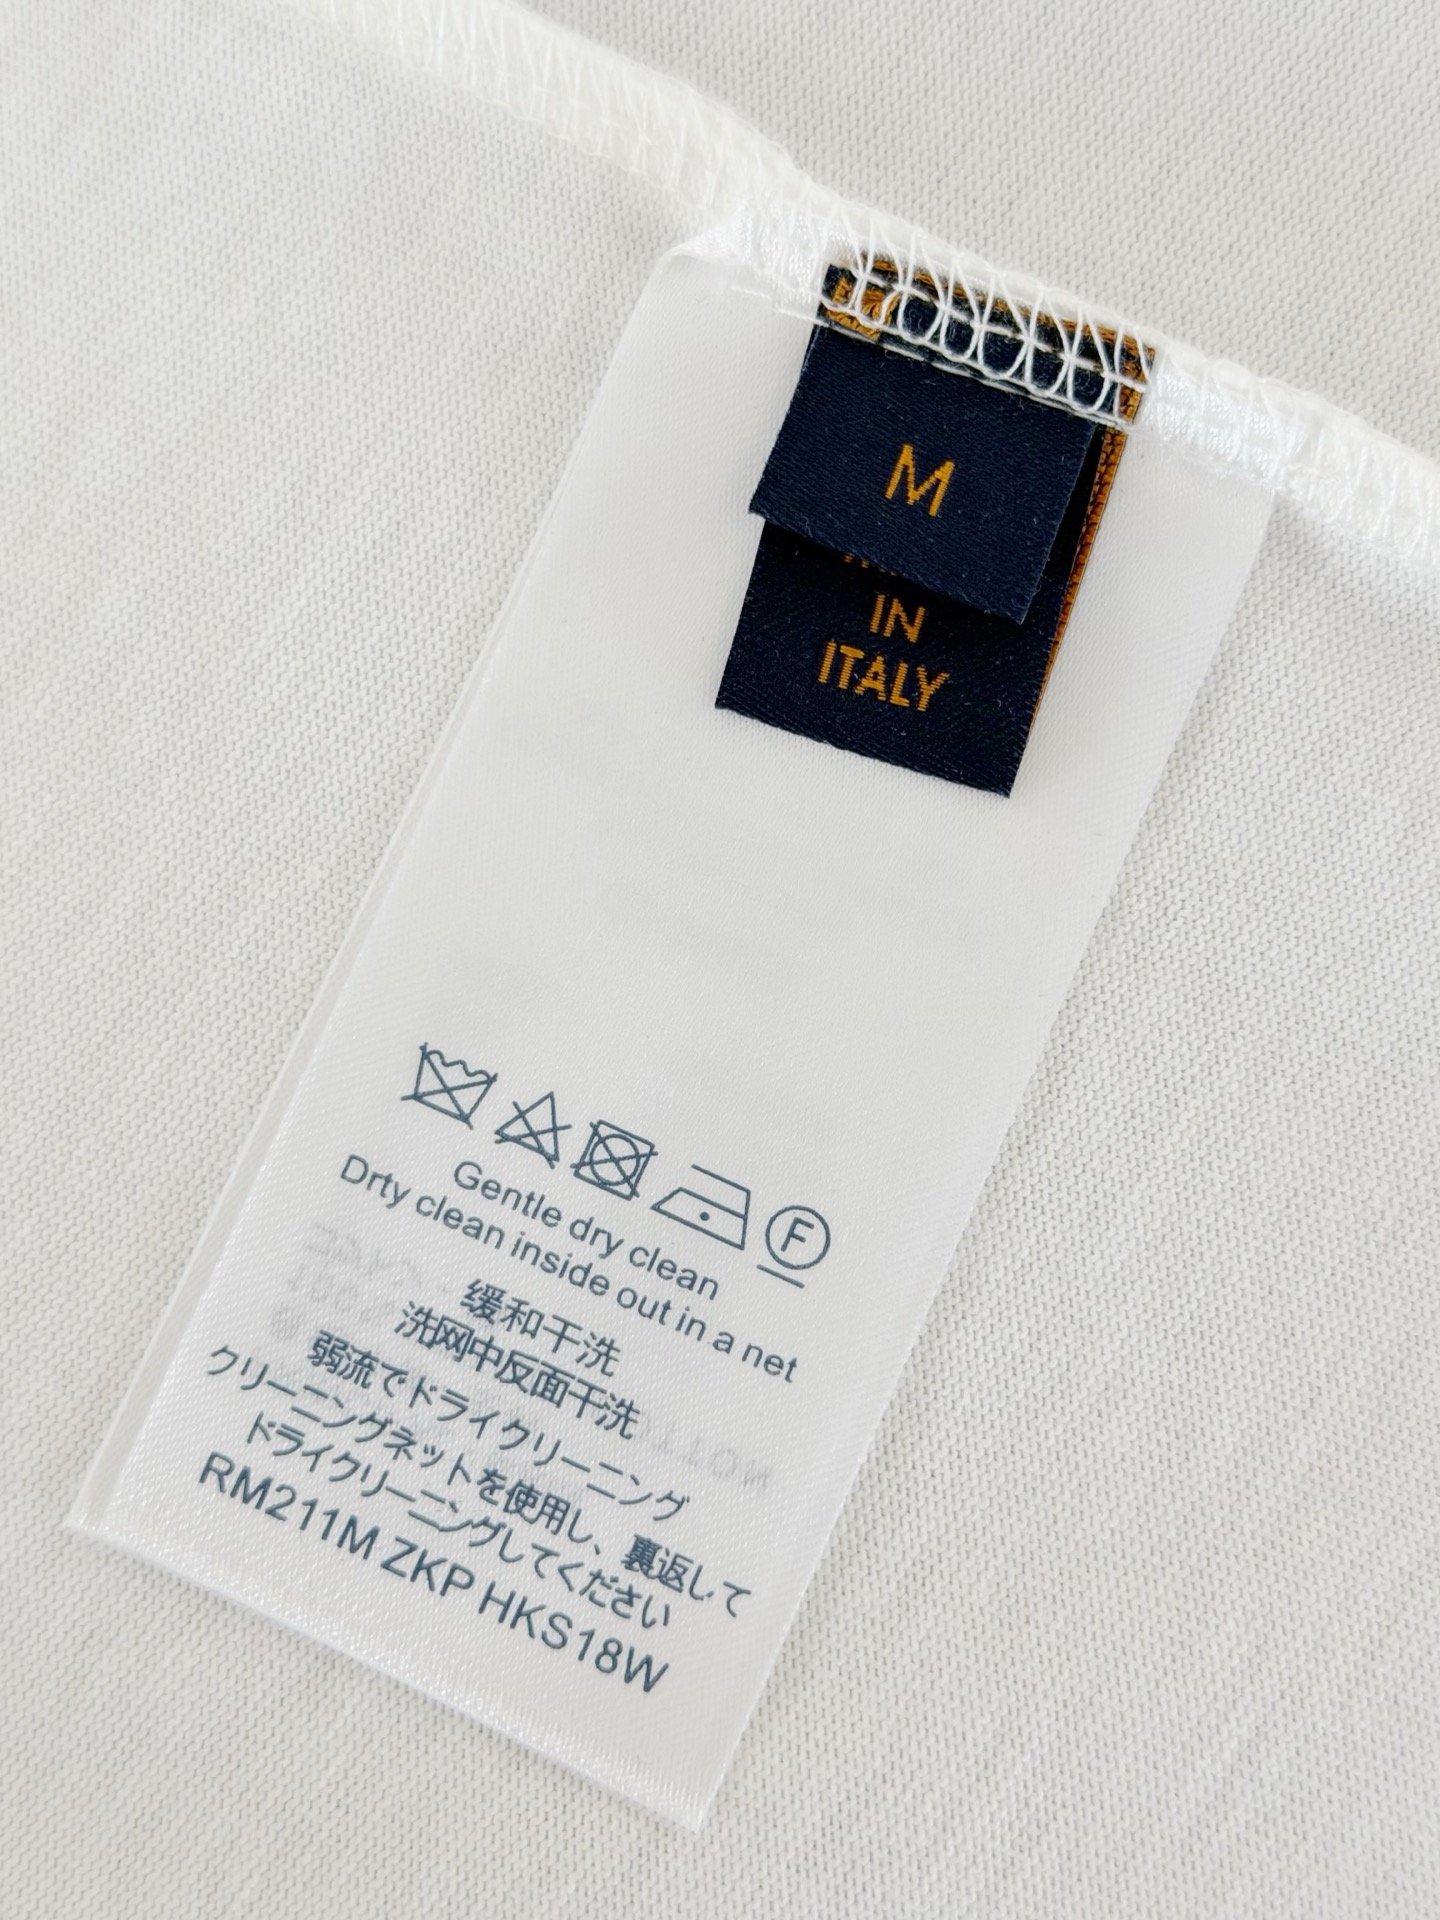 M
IN
ITALY
F
Gentle dry clean
Drty clean inside out in a net
缓和干洗
洗网中反面干洗
弱流でドライクリーニング
クリーニングネットを使用し、裏返して
ドライクリーニングしてください
RM211M ZKP HKS18W